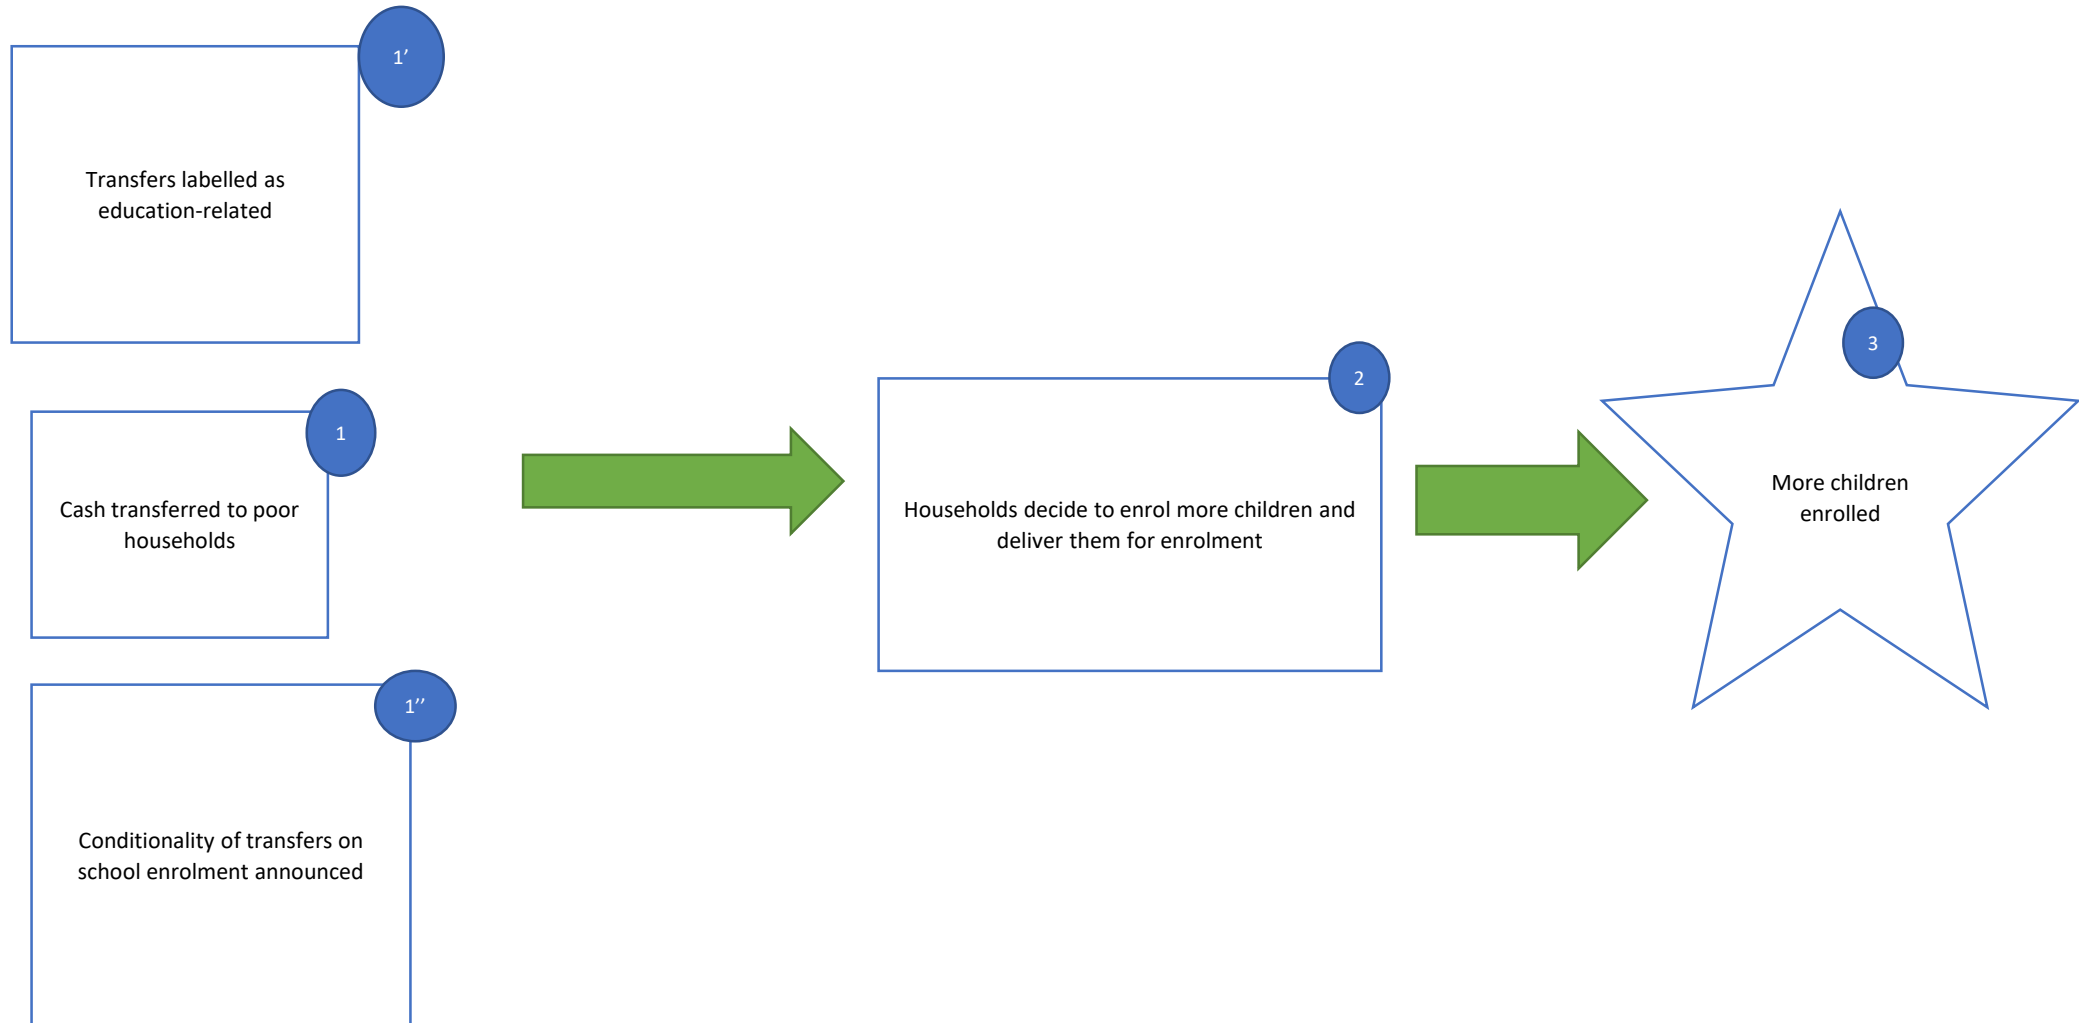 1’
Transfers labelled as
education-related
1
Cash transferred to poor
households
1’’
Conditionality of transfers on
school enrolment announced
2
Households decide to enrol more children and
deliver them for enrolment
3
More children
enrolled